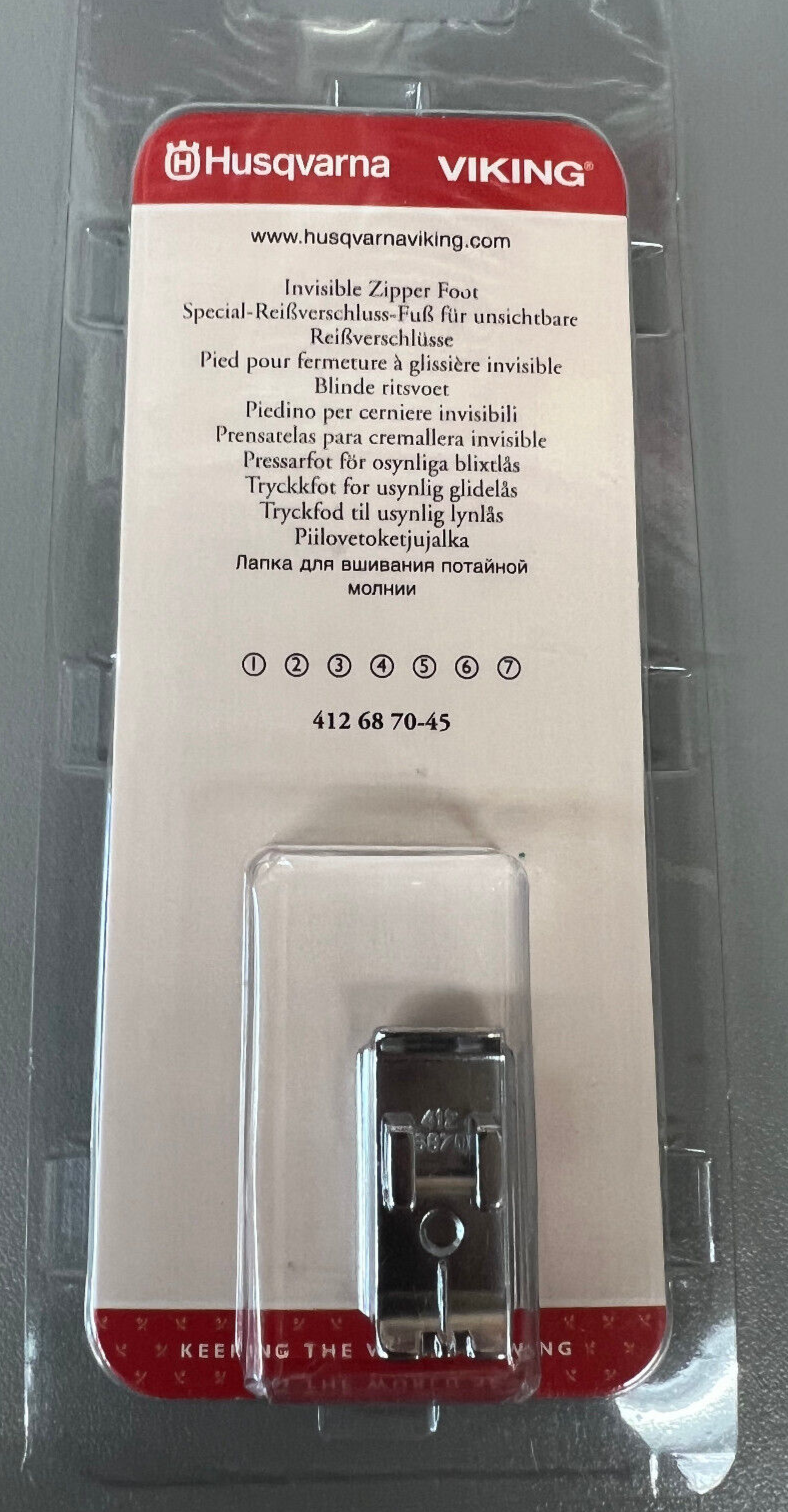 Husqvarna VIKING®
www.husqvarnaviking.com
Invisible Zipper Foot
Special-Reißverschluss-Fuß für unsichtbare
Reißverschlüsse
Pied pour fermeture à glissière invisible
Blinde ritsvoet
Piedino per cerniere invisibili
Prensatelas para cremallera invisible
Pressarfot för osynliga blixtlås
Tryckkfot for usynlig glidelås
Tryckfod til usynlig lynlås
Piilovetoketjujalka
Лапка для вшивания потайной
молнии
① ② ③ ④ ⑤ ⑥ ⑦
412 68 70-45
412
6870
KEEPING THE